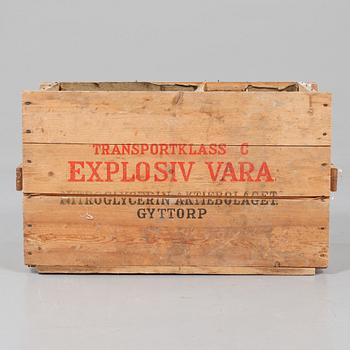 TRANSPORTKLASS C
EXPLOSIV VARA
NITROGLYCERIN AKTIEBOLAGET
GYTTORP